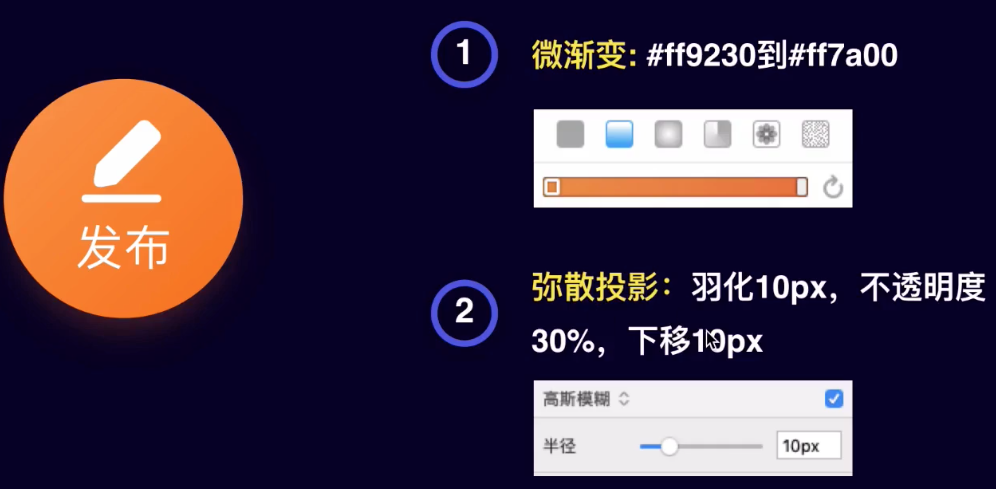 1
微渐变: #ff9230到#ff7a00
发布
2
弥散投影：羽化10px，不透明度
30%，下移10px
高斯模糊
半径
10px